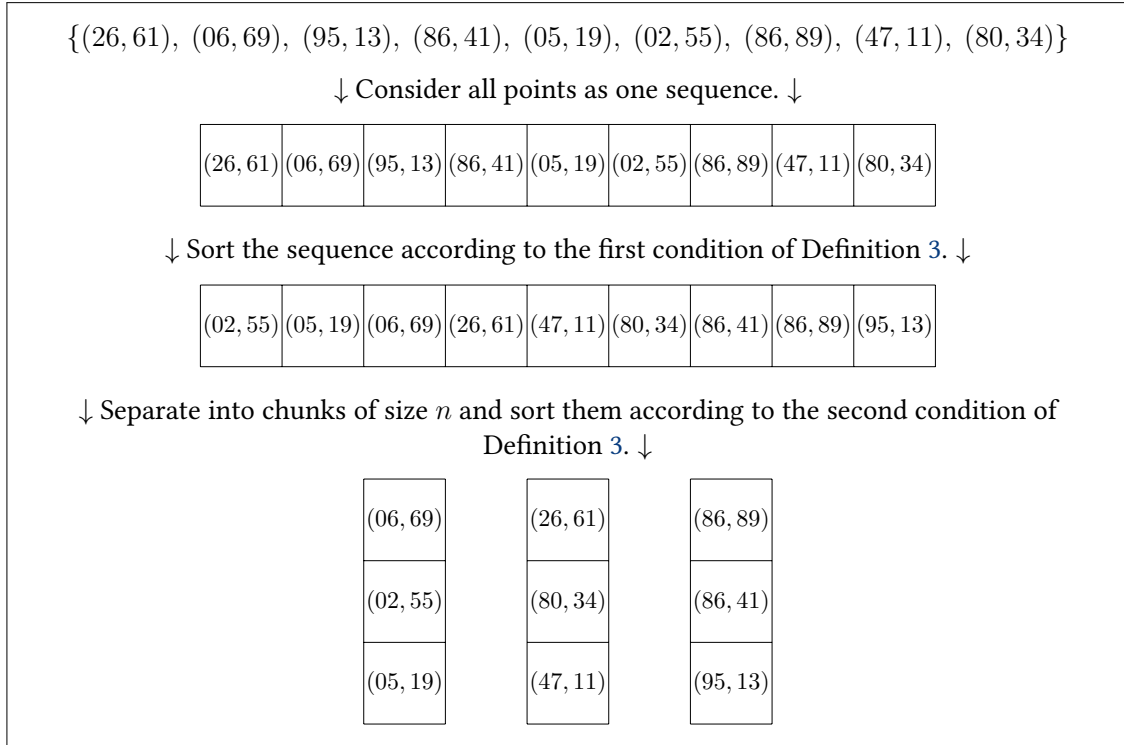 {(26, 61), (06, 69), (95, 13), (86, 41), (05, 19), (02, 55), (86, 89), (47, 11), (80, 34)}
↓ Consider all points as one sequence. ↓
(26, 61) (06, 69) (95, 13) (86, 41) (05, 19) (02, 55) (86, 89) (47, 11) (80, 34)
↓ Sort the sequence according to the first condition of Definition 3. ↓
(02, 55) (05, 19) (06, 69) (26, 61) (47, 11) (80, 34) (86, 41) (86, 89) (95, 13)
↓ Separate into chunks of size n and sort them according to the second condition of
Definition 3. ↓
(06, 69) (26, 61) (86, 89)
(02, 55) (80, 34) (86, 41)
(05, 19) (47, 11) (95, 13)